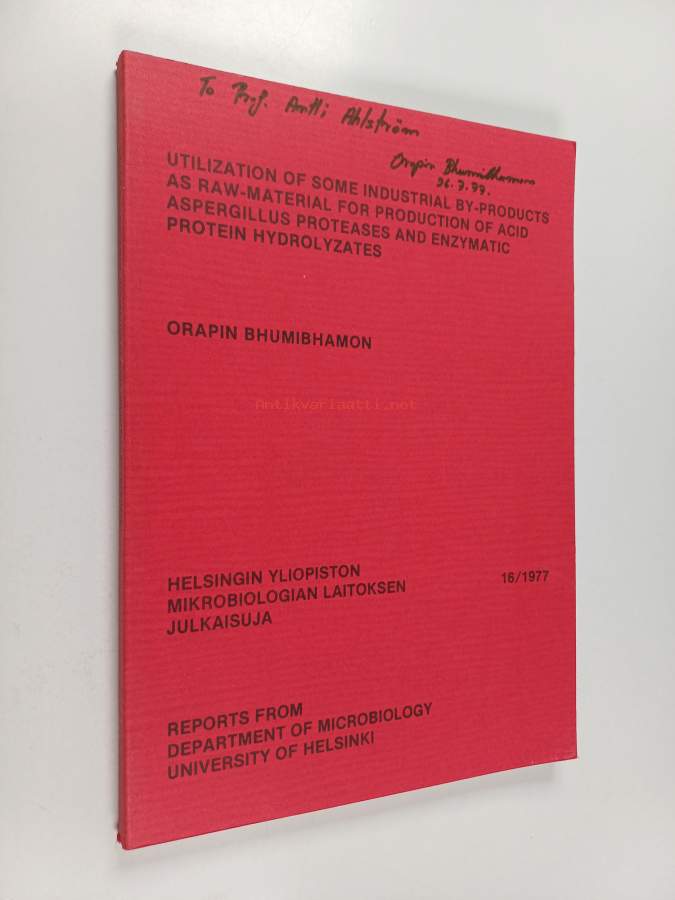 To Prof. Antti Ahlström
Orapin Bhumibhamon
26.7.77.
UTILIZATION OF SOME INDUSTRIAL BY-PRODUCTS
AS RAW-MATERIAL FOR PRODUCTION OF ACID
ASPERGILLUS PROTEASES AND ENZYMATIC
PROTEIN HYDROLYZATES
ORAPIN BHUMIBHAMON
Antikvariaatti.net
HELSINGIN YLIOPISTON
MIKROBIOLOGIAN LAITOKSEN
JULKAISUJA
16/1977
REPORTS FROM
DEPARTMENT OF MICROBIOLOGY
UNIVERSITY OF HELSINKI